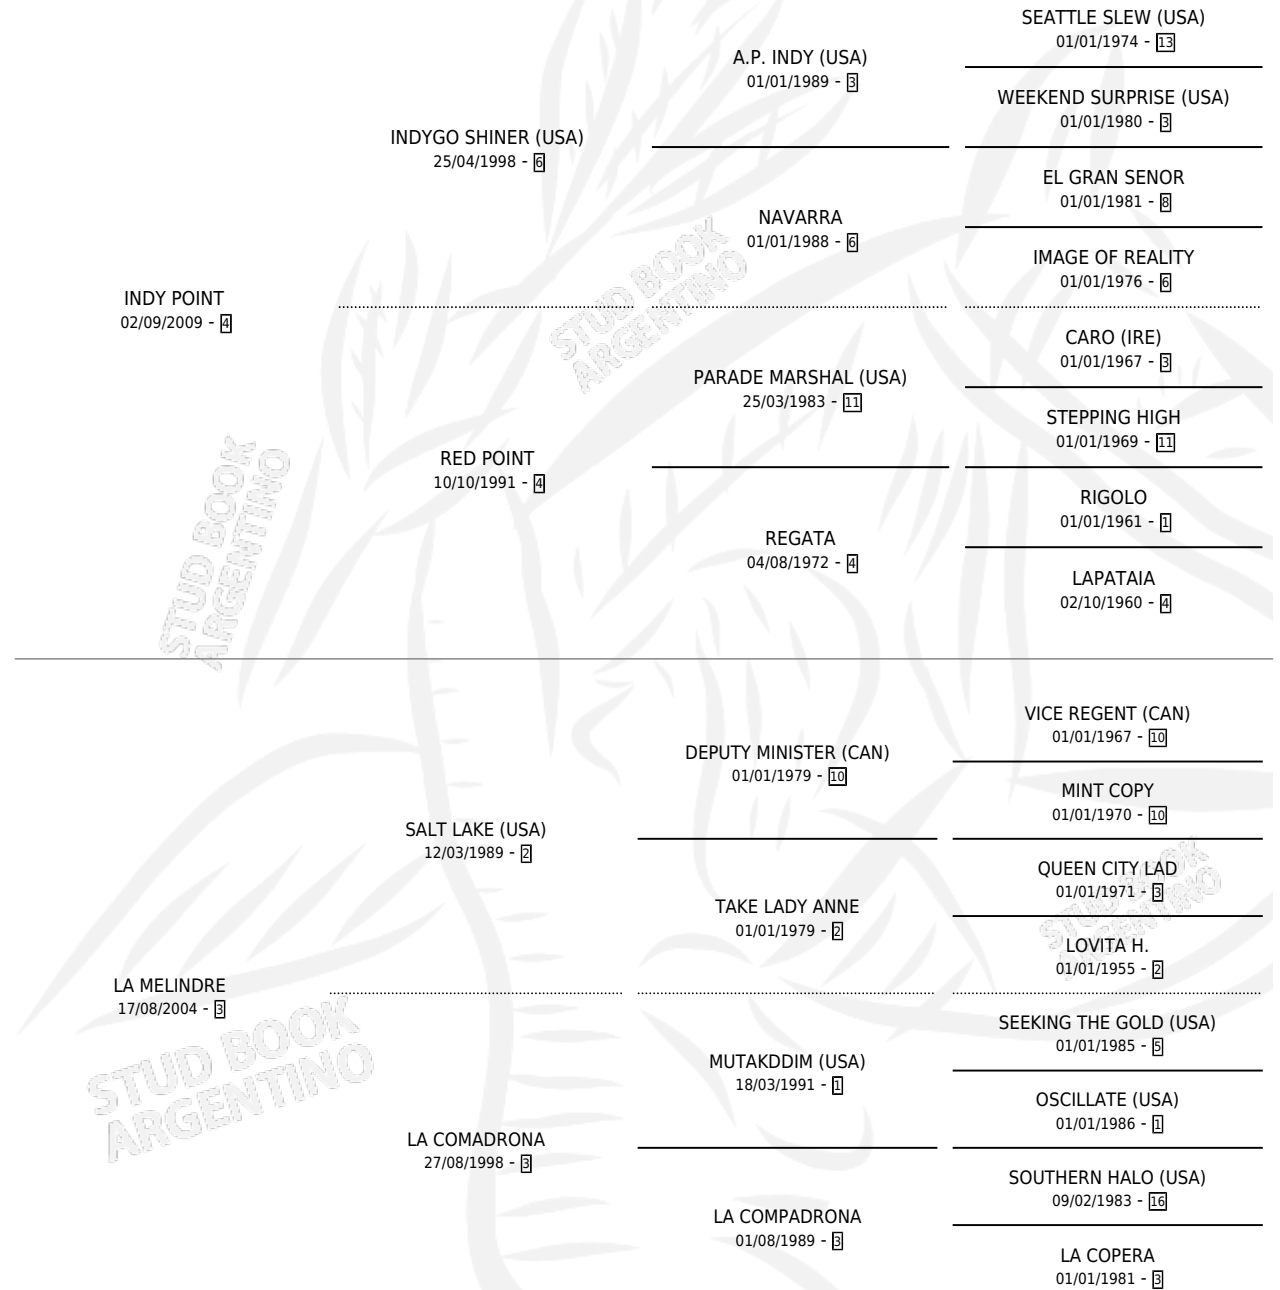 SEATTLE SLEW (USA)
01/01/1974 - 13
A.P. INDY (USA)
01/01/1989 - 3
WEEKEND SURPRISE (USA)
01/01/1980 - 3
INDYGO SHINER (USA)
25/04/1998 - 6
EL GRAN SENOR
01/01/1981 - 8
NAVARRA
01/01/1988 - 6
IMAGE OF REALITY
01/01/1976 - 6
INDY POINT
02/09/2009 - 4
CARO (IRE)
01/01/1967 - 3
PARADE MARSHAL (USA)
25/03/1983 - 11
STEPPING HIGH
01/01/1969 - 11
RED POINT
10/10/1991 - 4
RIGOLO
01/01/1961 - 1
REGATA
04/08/1972 - 4
LAPATAIA
02/10/1960 - 4
VICE REGENT (CAN)
01/01/1967 - 10
DEPUTY MINISTER (CAN)
01/01/1979 - 10
MINT COPY
01/01/1970 - 10
SALT LAKE (USA)
12/03/1989 - 2
QUEEN CITY LAD
01/01/1971 - 3
TAKE LADY ANNE
01/01/1979 - 2
LOVITA H.
01/01/1955 - 2
LA MELINDRE
17/08/2004 - 3
SEEKING THE GOLD (USA)
01/01/1985 - 5
MUTAKDDIM (USA)
18/03/1991 - 1
OSCILLATE (USA)
01/01/1986 - 1
LA COMADRONA
27/08/1998 - 3
SOUTHERN HALO (USA)
09/02/1983 - 16
LA COMPADRONA
01/08/1989 - 3
LA COPERA
01/01/1981 - 3
STUD BOOK
ARGENTINO
STUD BOOK
ARGENTINO
STUD BOOK
ARGENTINO
STUD BOOK
ARGENTINO